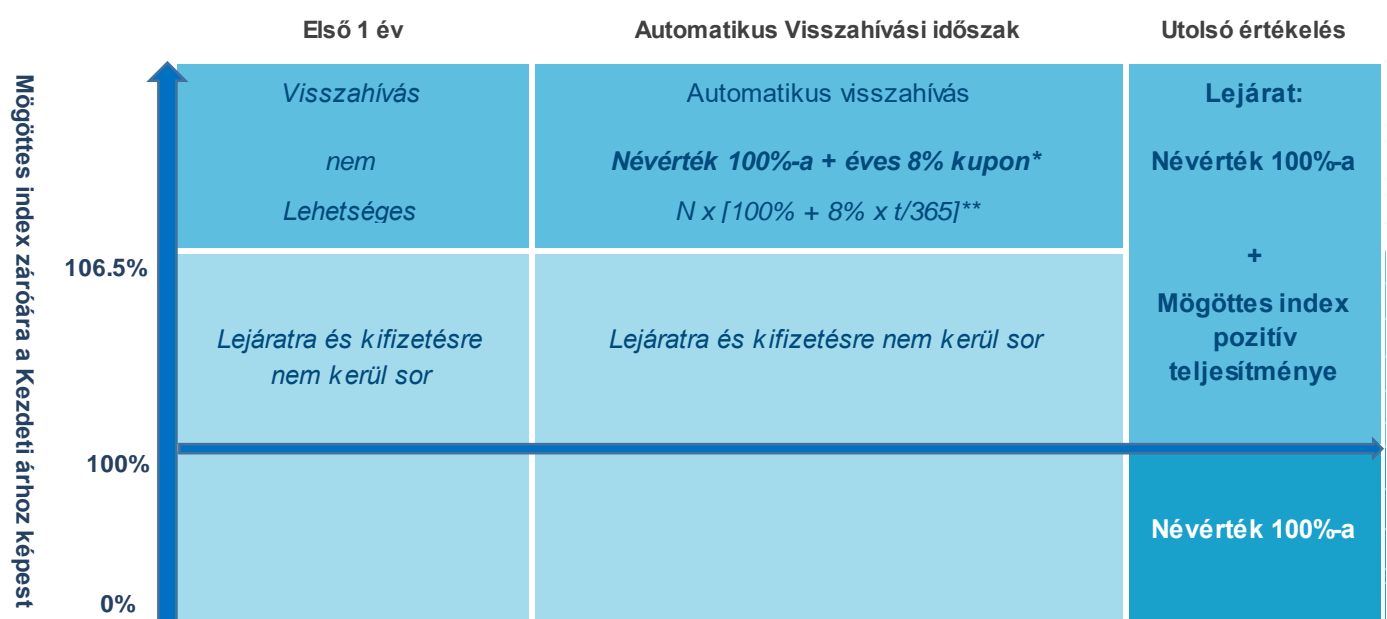 Első 1 év
Automatikus Visszahívási időszak
Utolsó értékelés
Mögöttes index záróára a Kezdeti árhoz képest
106.5%
100%
0%
Visszahívás
nem
Lehetséges
Automatikus visszahívás
Névérték 100%-a + éves 8% kupon*
N x [100% + 8% x t/365]**
Lejárat:
Névérték 100%-a
+
Mögöttes index
pozitív
teljesítménye
Lejáratra és kifizetésre
nem kerül sor
Lejáratra és kifizetésre nem kerül sor
Névérték 100%-a